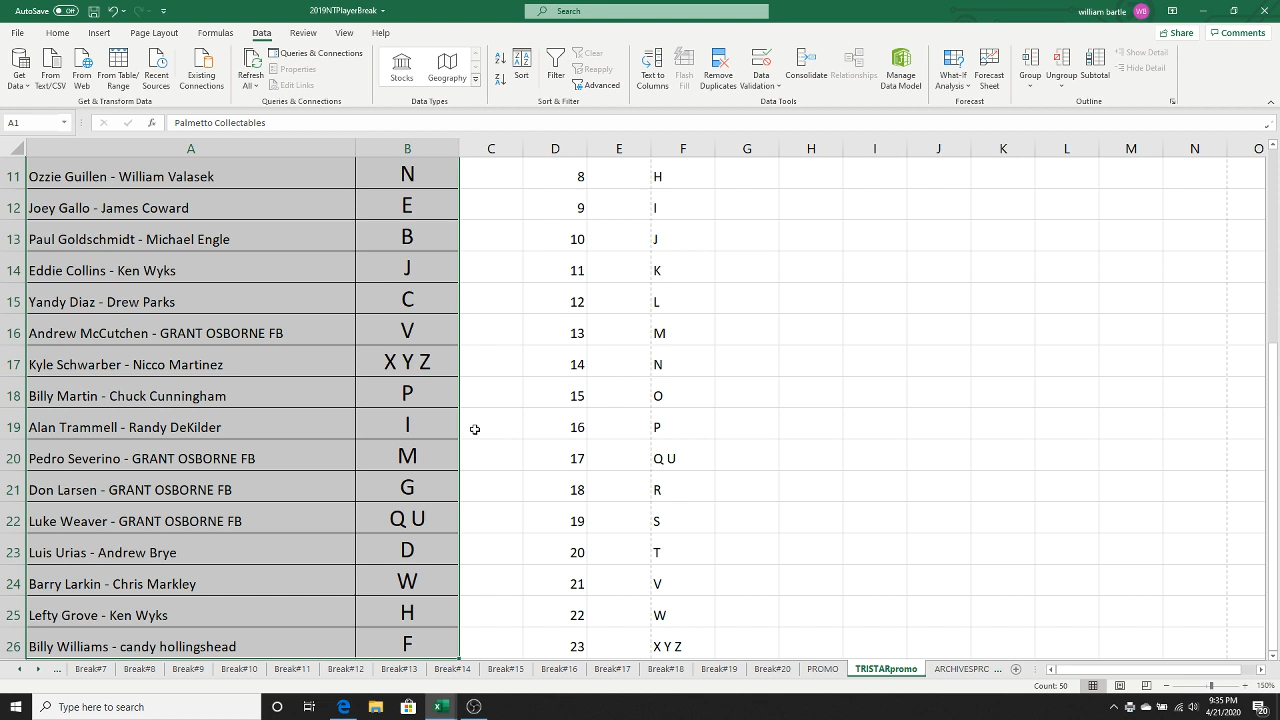 AutoSave Off 2019NTPlayerBreak Search william bartle WB
File Home Insert Page Layout Formulas Data Review View Help Share Comments
Get Data From Text/CSV From Web From Table/ Range Recent Sources Existing Connections Refresh All Queries & Connections Properties Edit Links Stocks Geography Sort Filter Clear Reapply Advanced Text to Columns Flash Fill Remove Duplicates Data Validation Consolidate Relationships Manage Data Model What-If Analysis Forecast Sheet Group Ungroup Subtotal Show Detail Hide Detail
Get & Transform Data Queries & Connections Data Types Sort & Filter Data Tools Forecast Outline
A1 fx Palmetto Collectables
A B C D E F G H I J K L M N O
11 Ozzie Guillen - William Valasek N 8 H
12 Joey Gallo - James Coward E 9 I
13 Paul Goldschmidt - Michael Engle B 10 J
14 Eddie Collins - Ken Wyks J 11 K
15 Yandy Diaz - Drew Parks C 12 L
16 Andrew McCutchen - GRANT OSBORNE FB V 13 M
17 Kyle Schwarber - Nicco Martinez X Y Z 14 N
18 Billy Martin - Chuck Cunningham P 15 O
19 Alan Trammell - Randy DeKilder I 16 P
20 Pedro Severino - GRANT OSBORNE FB M 17 Q U
21 Don Larsen - GRANT OSBORNE FB G 18 R
22 Luke Weaver - GRANT OSBORNE FB Q U 19 S
23 Luis Urias - Andrew Brye D 20 T
24 Barry Larkin - Chris Markley W 21 V
25 Lefty Grove - Ken Wyks H 22 W
26 Billy Williams - candy hollingshead F 23 X Y Z
... Break#7 Break#8 Break#9 Break#10 Break#11 Break#12 Break#13 Break#14 Break#15 Break#16 Break#17 Break#18 Break#19 Break#20 PROMO TRISTARpromo ARCHIVESPRC ...
Count: 50 150%
Type here to search 9:35 PM
4/21/2020